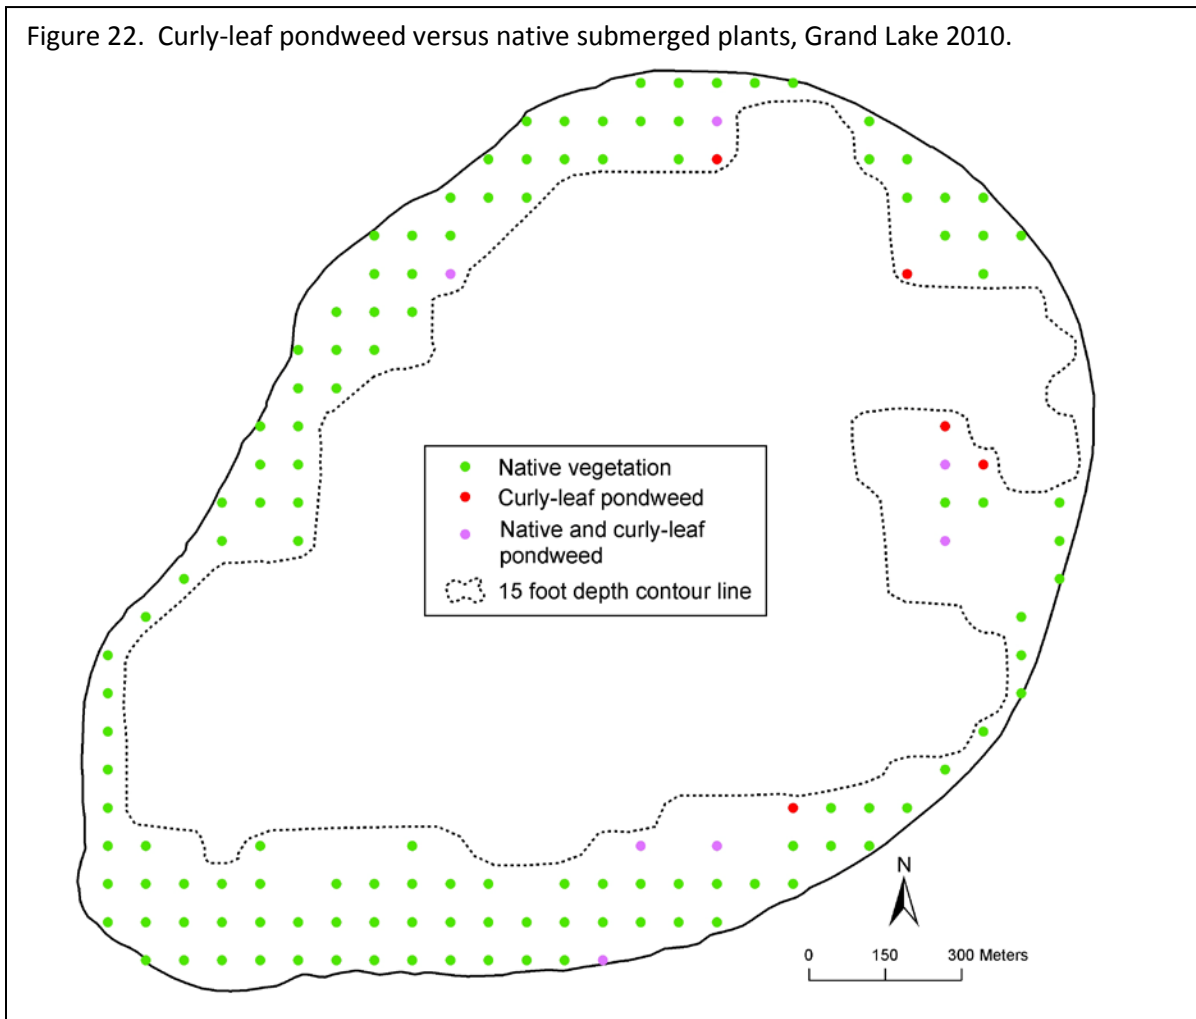 Figure 22.  Curly-leaf pondweed versus native submerged plants, Grand Lake 2010.
Native vegetation
Curly-leaf pondweed
Native and curly-leaf
pondweed
15 foot depth contour line
N
0 150 300 Meters